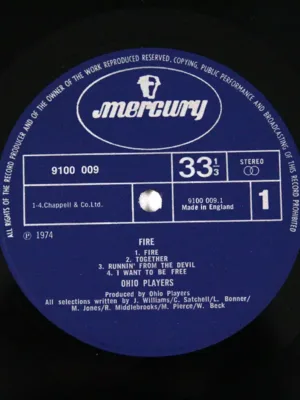 ALL RIGHTS OF THE RECORD PRODUCER AND OF THE OWNER OF THE WORK REPRODUCED RESERVED. COPYING, PUBLIC PERFORMANCE AND BROADCASTING OF THIS RECORD PROHIBITED
mercury
9100 009
33 1/3
STEREO
1-4.Chappell & Co.Ltd.
9100 009.1
Made in England
1
Ⓟ 1974
FIRE
1. FIRE
2. TOGETHER
3. RUNNIN' FROM THE DEVIL
4. I WANT TO BE FREE
OHIO PLAYERS
Produced by Ohio Players
All selections written by J. Williams/C. Satchell/L. Bonner/
M. Jones/R. Middlebrooks/M. Pierce/W. Beck